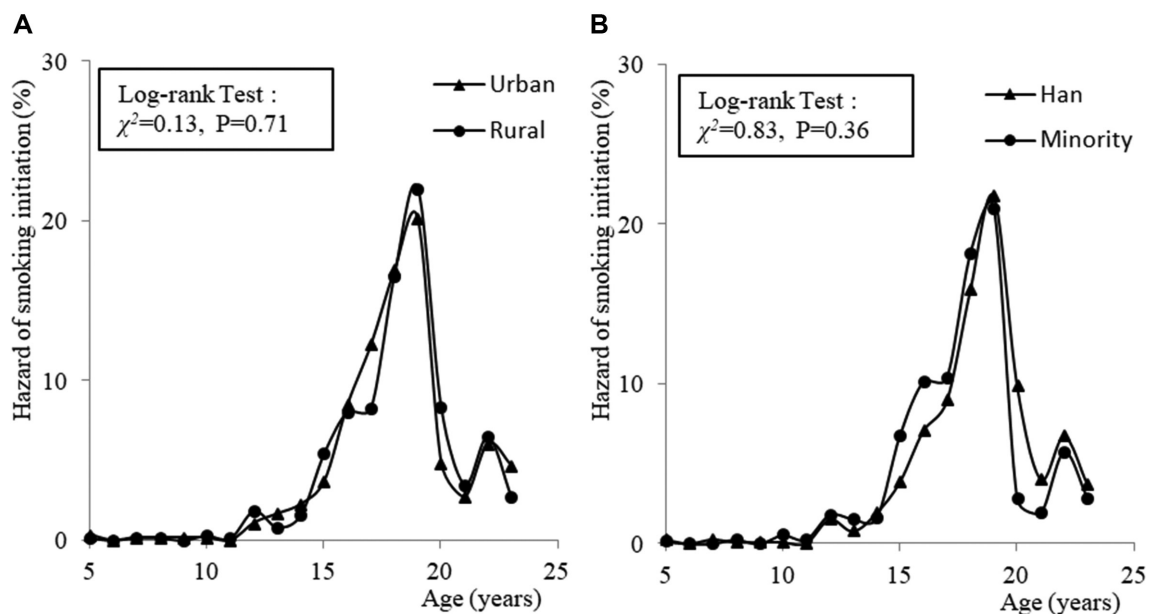 A
Hazard of smoking initiation (%)
30
20
10
0
Log-rank Test :
χ²=0.13, P=0.71
Urban
Rural
5 10 15 20 25
Age (years)
B
Hazard of smoking initiation (%)
30
20
10
0
Log-rank Test :
χ²=0.83, P=0.36
Han
Minority
5 10 15 20 25
Age (years)